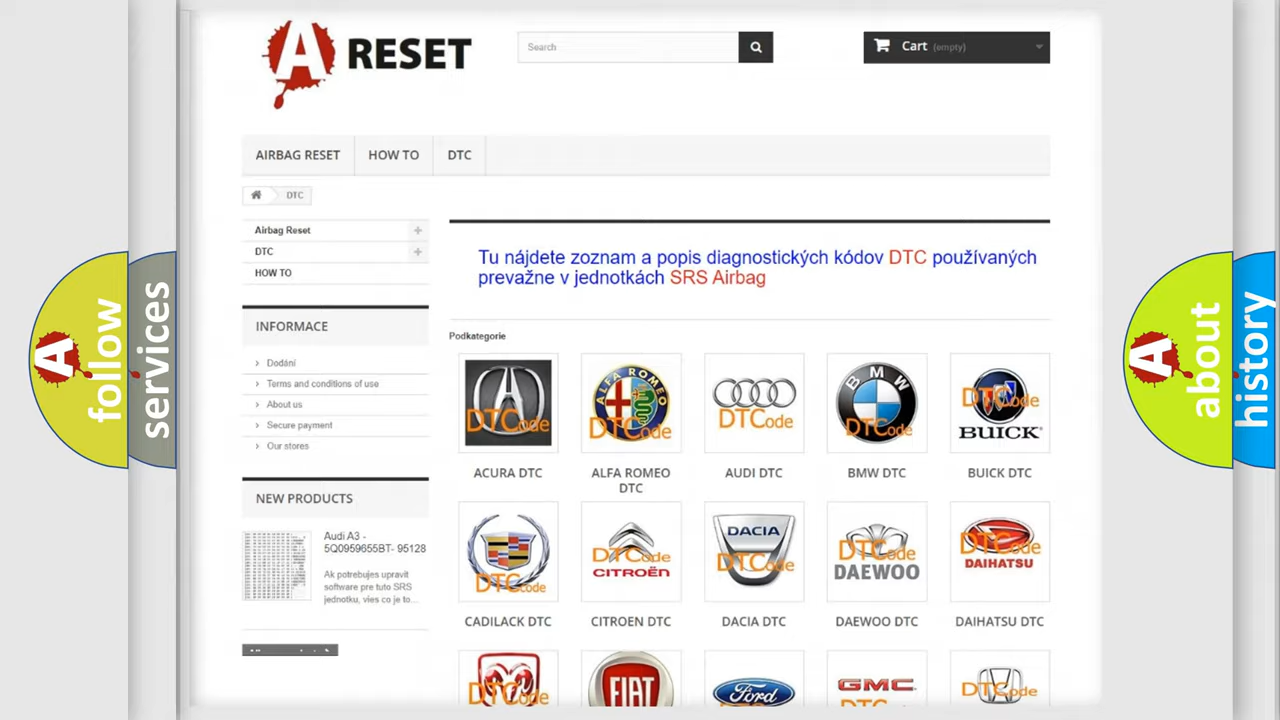 A RESET
Search
Cart (empty)
AIRBAG RESET
HOW TO
DTC
DTC
Airbag Reset
DTC
HOW TO
Tu nájdete zoznam a popis diagnostických kódov DTC používaných
prevažne v jednotkách SRS Airbag
INFORMACE
Dodání
Terms and conditions of use
About us
Secure payment
Our stores
NEW PRODUCTS
Audi A3 -
5Q0959655BT- 95128
Ak potrebujes upravit
software pre tuto SRS
jednotku, vies co je to...
Podkategorie
DTCode
ALFA ROMEO
DTCode
DTCode
BMW
DTCode
DTCode
BUICK
ACURA DTC
ALFA ROMEO
DTC
AUDI DTC
BMW DTC
BUICK DTC
DTCode
DTCode
CITROËN
DACIA
DTCode
DTCode
DAEWOO
DTCode
DAIHATSU
CADILACK DTC
CITROEN DTC
DACIA DTC
DAEWOO DTC
DAIHATSU DTC
DTCode
FIAT
Ford
GMC
DTCode
A follow
services
A about
history